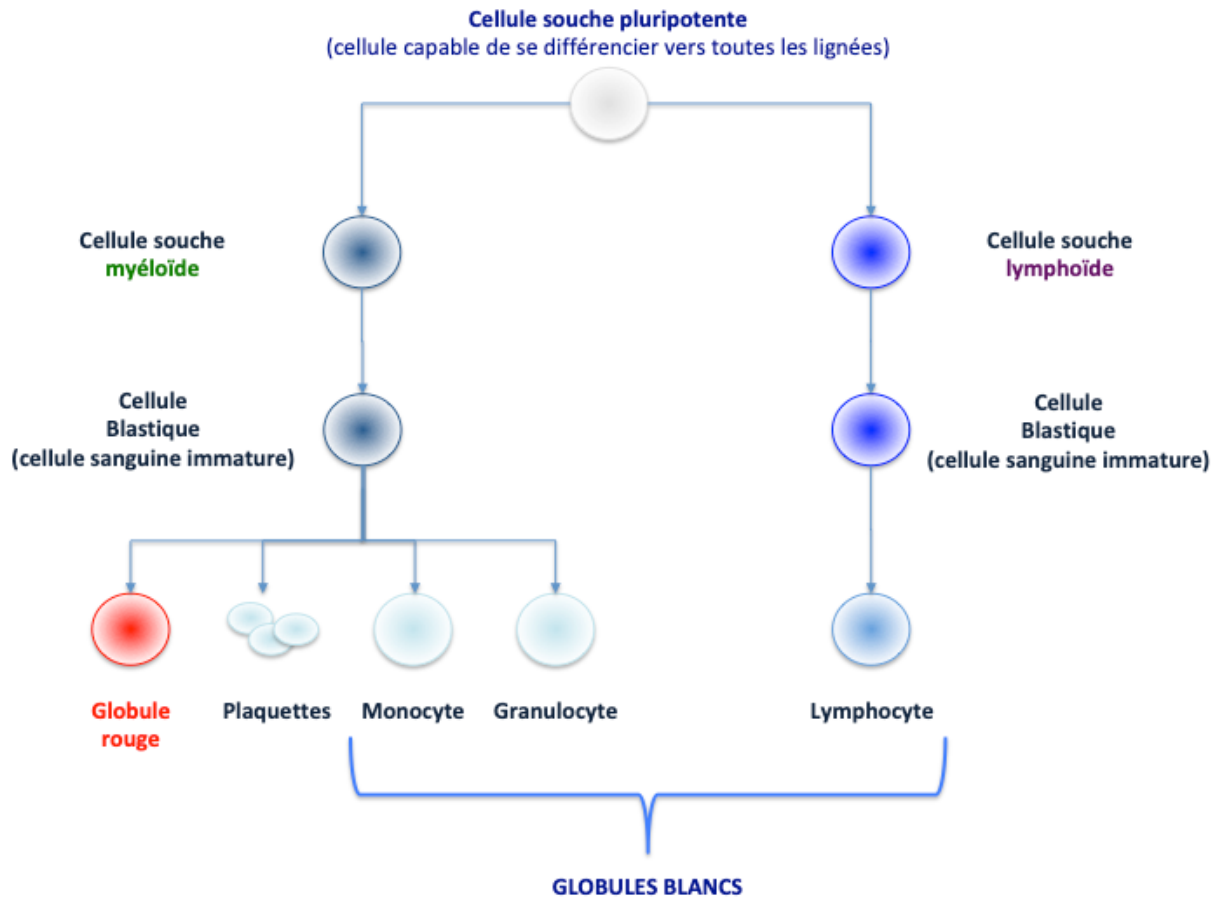 Cellule souche pluripotente
(cellule capable de se différencier vers toutes les lignées)
Cellule souche
myéloïde
Cellule souche
lymphoïde
Cellule
Blastique
(cellule sanguine immature)
Cellule
Blastique
(cellule sanguine immature)
Globule
rouge
Plaquettes
Monocyte
Granulocyte
Lymphocyte
GLOBULES BLANCS